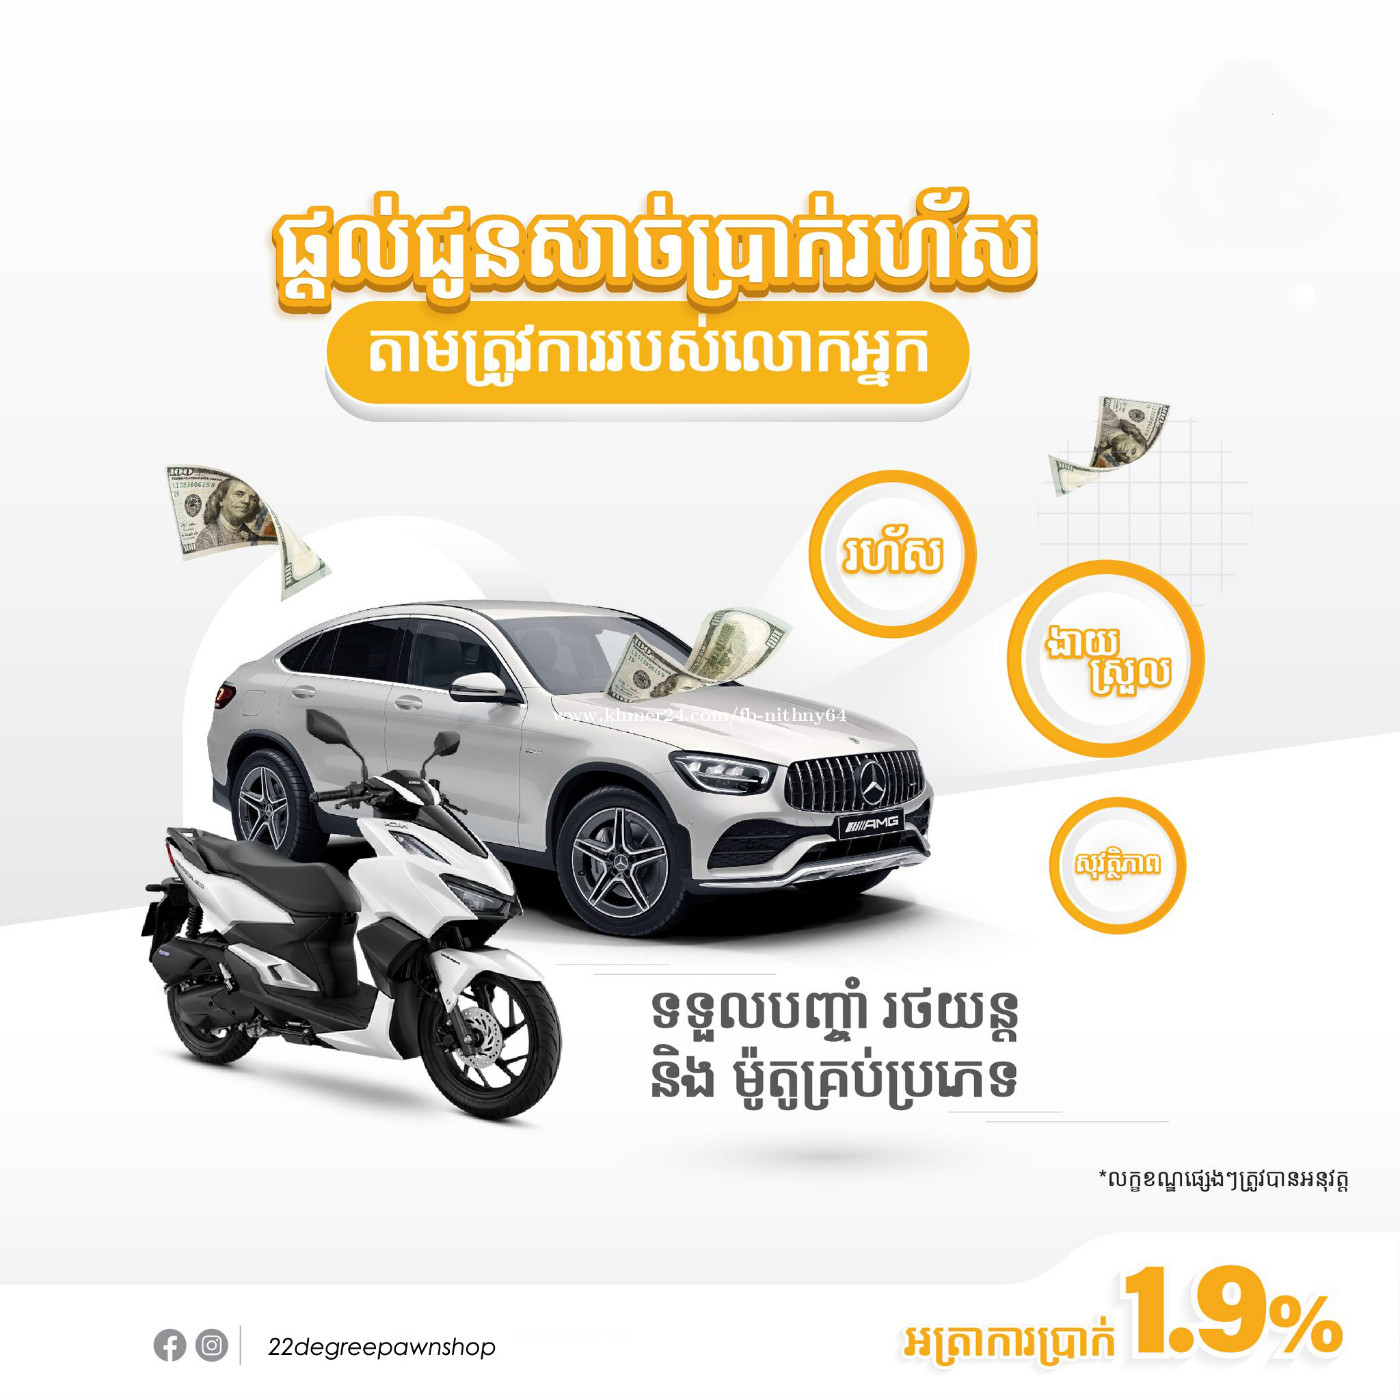 ផ្តល់ជូនសាច់ប្រាក់រហ័ស
តាមត្រូវការរបស់លោកអ្នក
រហ័ស
ងាយ
ស្រួល
សុវត្ថិភាព
www.khmer24.com/fb-nithny64
AMG
ទទួលបញ្ចាំ រថយន្ត
និង ម៉ូតូគ្រប់ប្រភេទ
*លក្ខខណ្ឌផ្សេងៗត្រូវបានអនុវត្ត
អត្រាការប្រាក់ 1.9%
22degreepawnshop